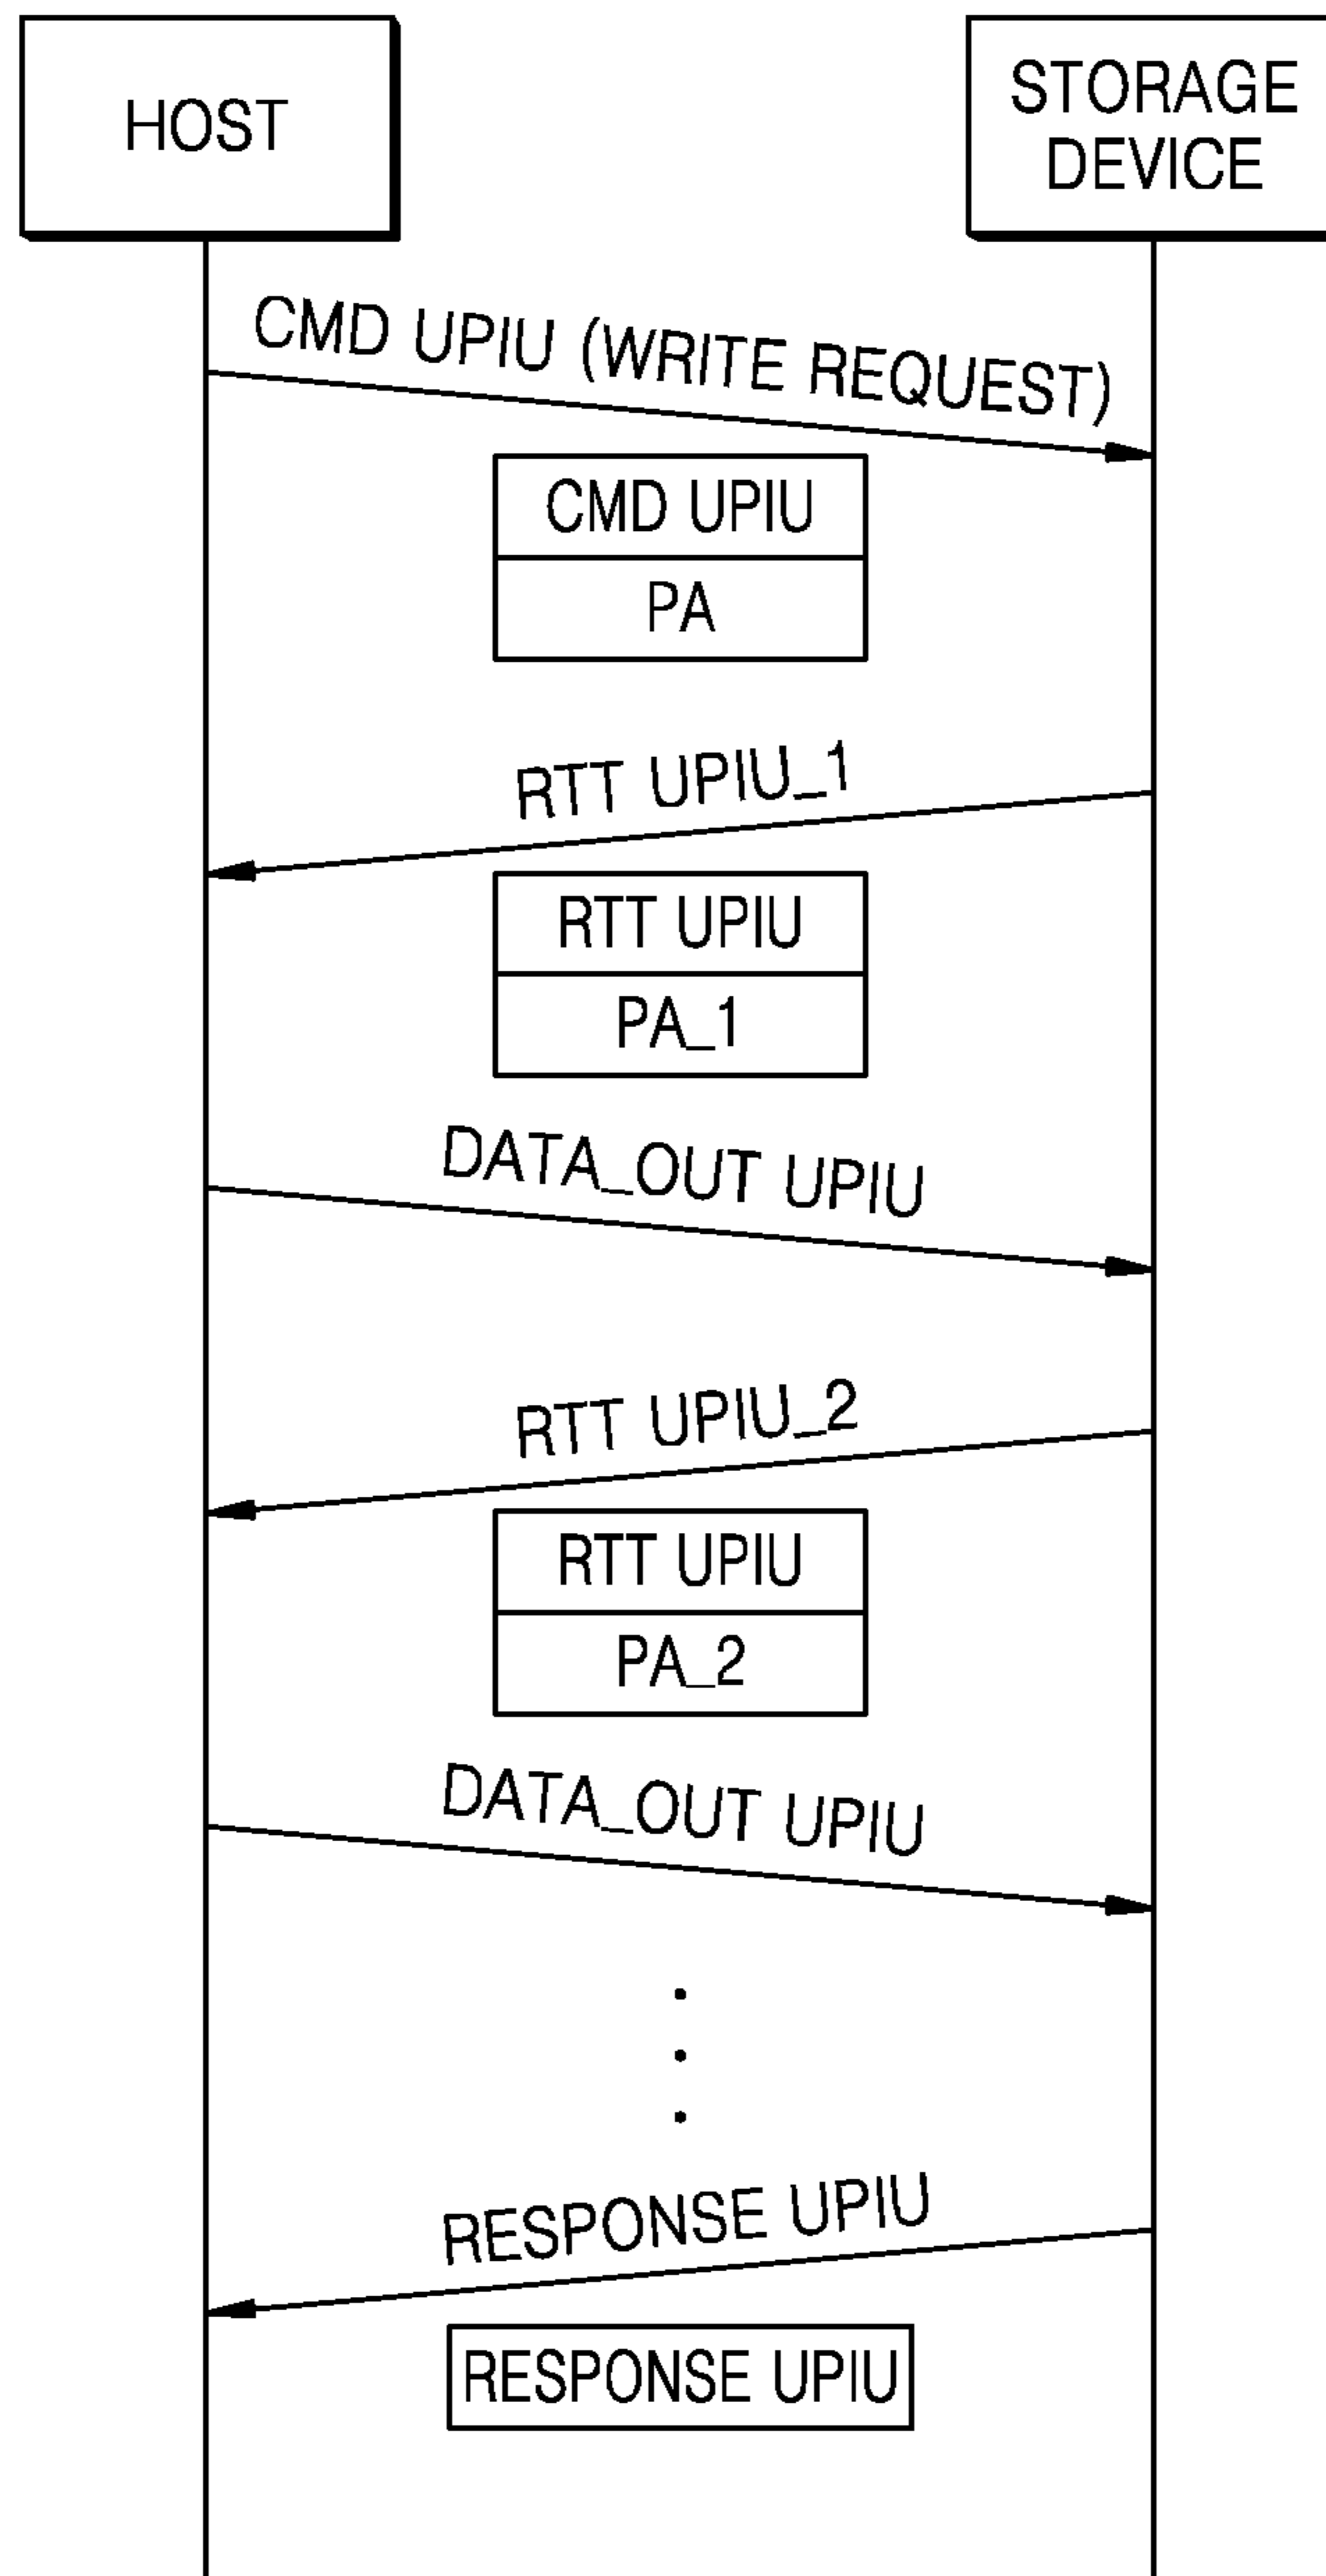 HOST
STORAGE
DEVICE
CMD UPIU (WRITE REQUEST)
CMD UPIU
PA
RTT UPIU_1
RTT UPIU
PA_1
DATA_OUT UPIU
RTT UPIU_2
RTT UPIU
PA_2
DATA_OUT UPIU
RESPONSE UPIU
RESPONSE UPIU